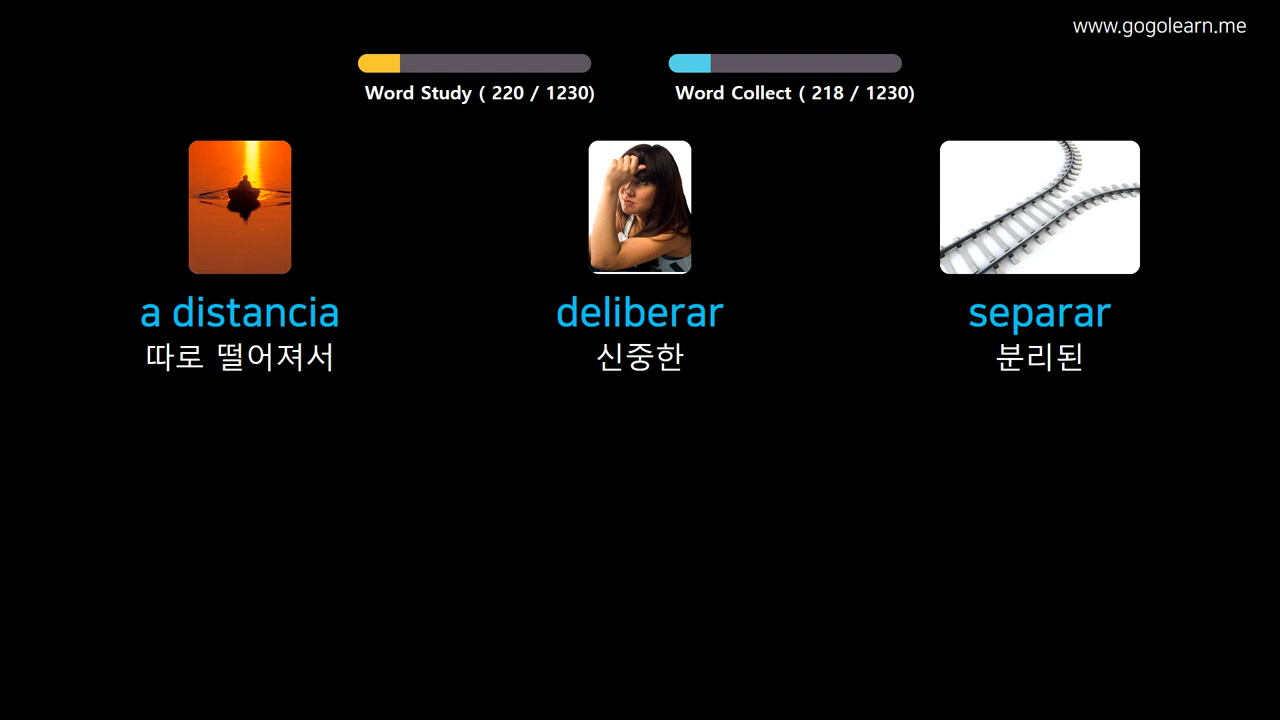 www.gogolearn.me
Word Study ( 220 / 1230)
Word Collect ( 218 / 1230)
a distancia
따로 떨어져서
deliberar
신중한
separar
분리된